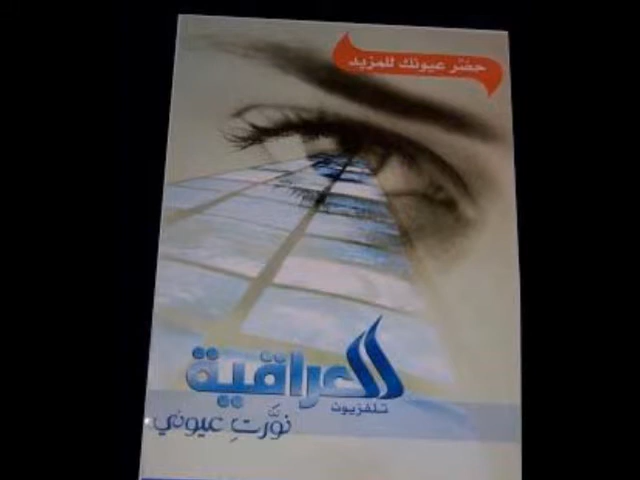 حضّر عيونك للمزيد
العراقية
تلفزيون
نوّرتِ عيوني